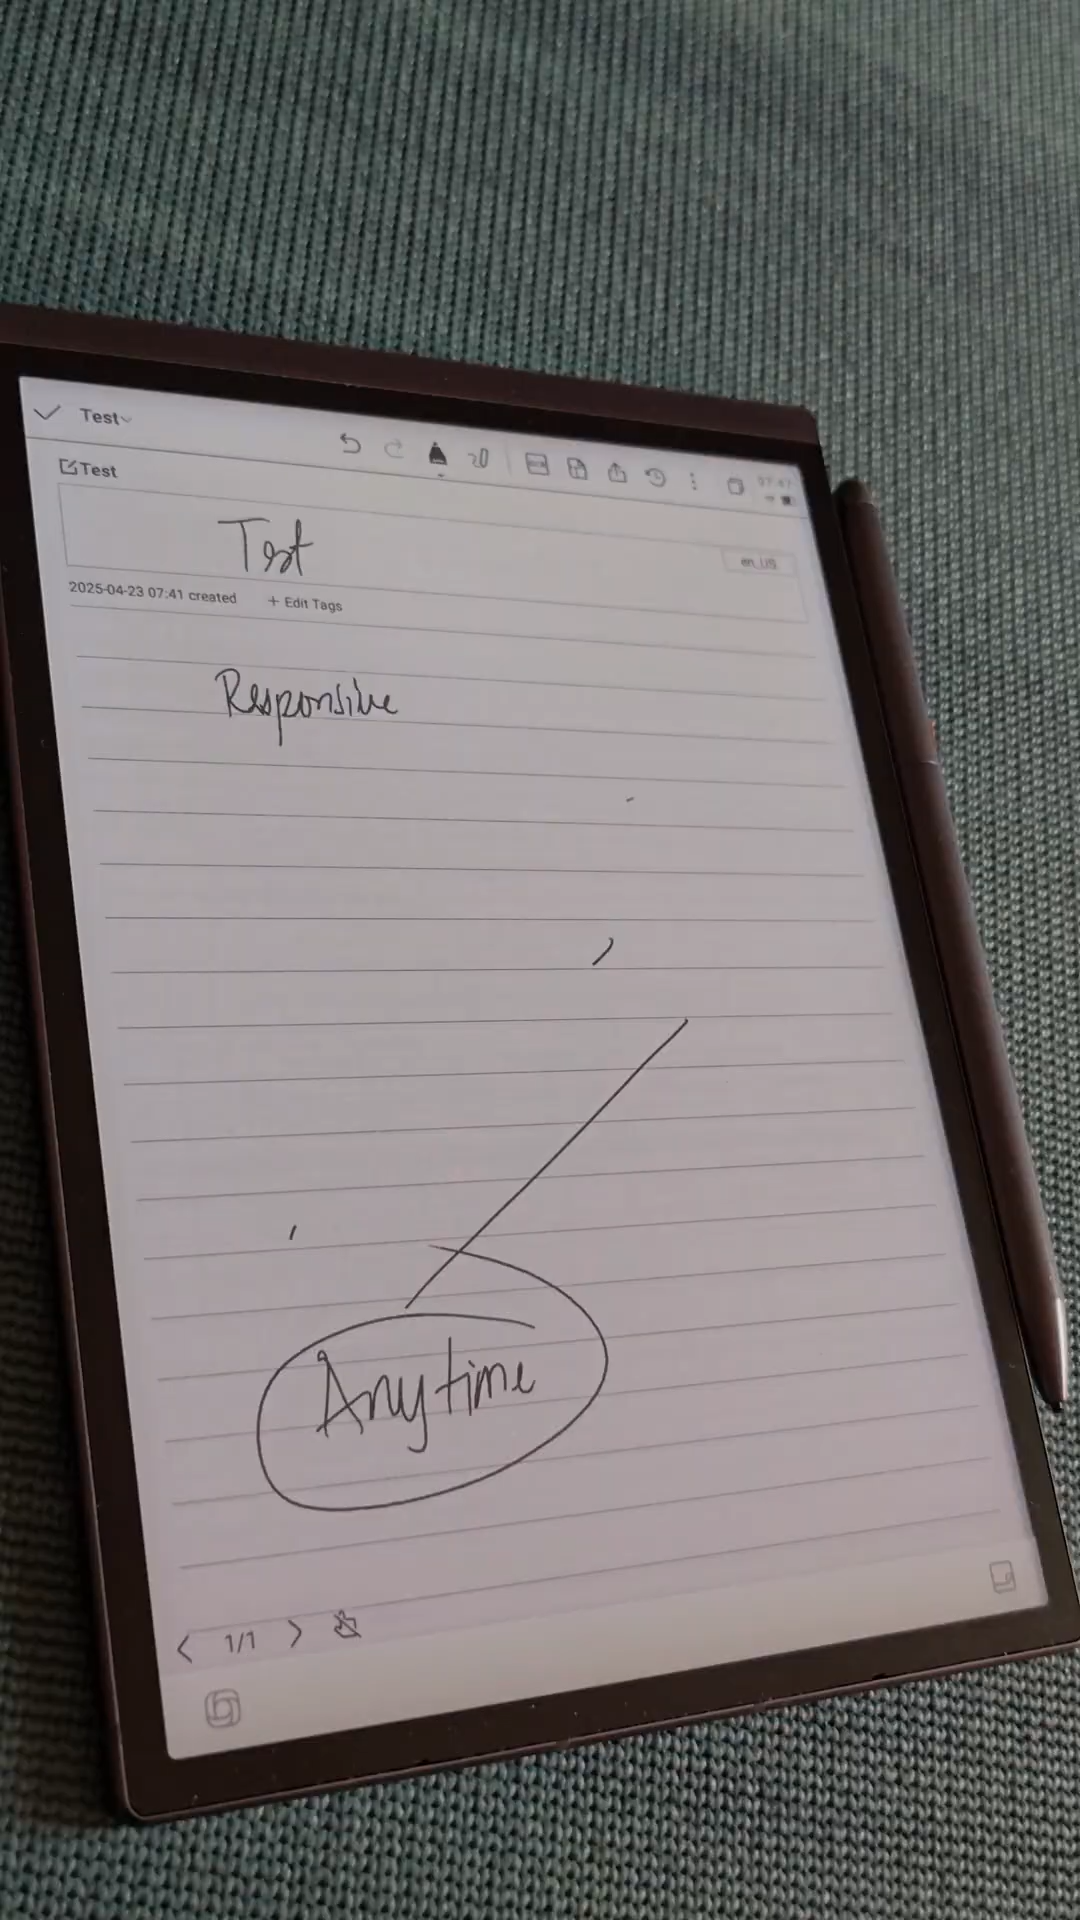 Test
Test
Test
en_US
2025-04-23 07:41 created + Edit Tags
Responsive
Anytime
1/1